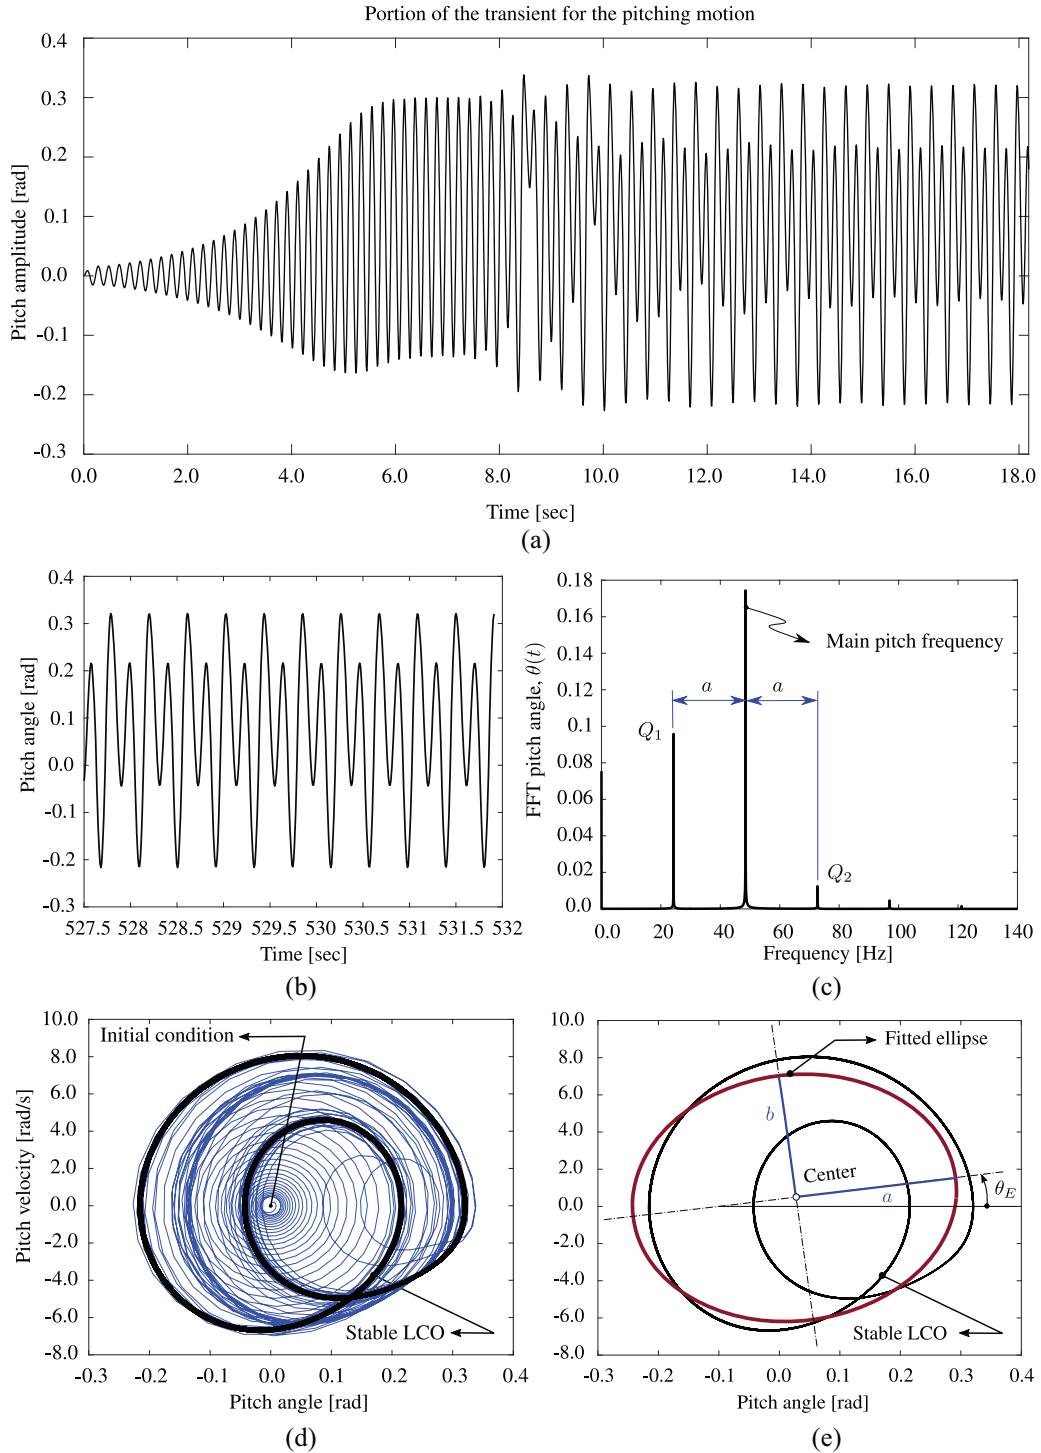 Portion of the transient for the pitching motion
Pitch amplitude [rad]
0.4
0.3
0.2
0.1
0.0
-0.1
-0.2
-0.3
0.0 2.0 4.0 6.0 8.0 10.0 12.0 14.0 16.0 18.0
Time [sec]
(a)
Pitch angle [rad]
0.4
0.3
0.2
0.1
0.0
-0.1
-0.2
-0.3
527.5 528 528.5 529 529.5 530 530.5 531 531.5 532
Time [sec]
(b)
FFT pitch angle, θ(t)
0.18
0.16
0.14
0.12
0.10
0.08
0.06
0.04
0.02
0.0
Main pitch frequency
a a
Q1
Q2
0.0 20 40 60 80 100 120 140
Frequency [Hz]
(c)
Pitch velocity [rad/s]
10.0
8.0
6.0
4.0
2.0
0.0
-2.0
-4.0
-6.0
-8.0
Initial condition
Stable LCO
-0.3 -0.2 -0.1 0.0 0.1 0.2 0.3 0.4
Pitch angle [rad]
(d)
10.0
8.0
6.0
4.0
2.0
0.0
-2.0
-4.0
-6.0
-8.0
Fitted ellipse
b
Center
a
θE
Stable LCO
-0.3 -0.2 -0.1 0.0 0.1 0.2 0.3 0.4
Pitch angle [rad]
(e)